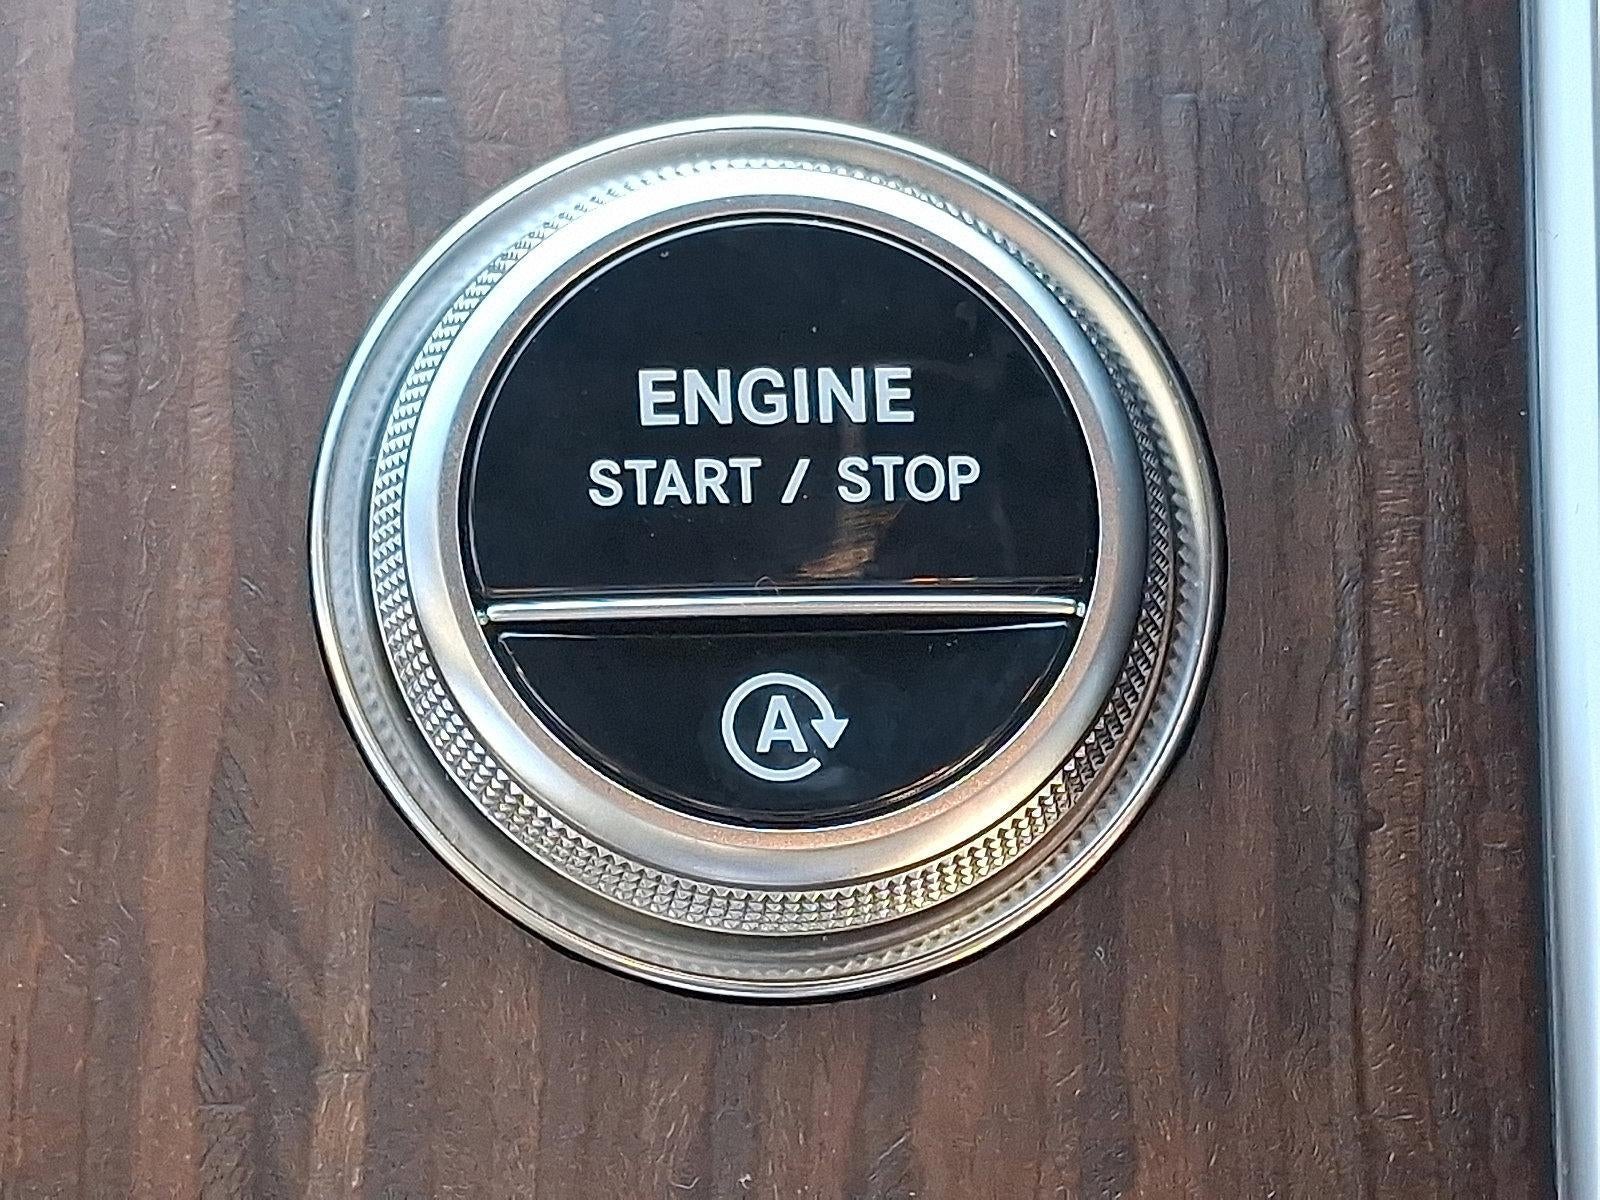 ENGINE
START / STOP
A